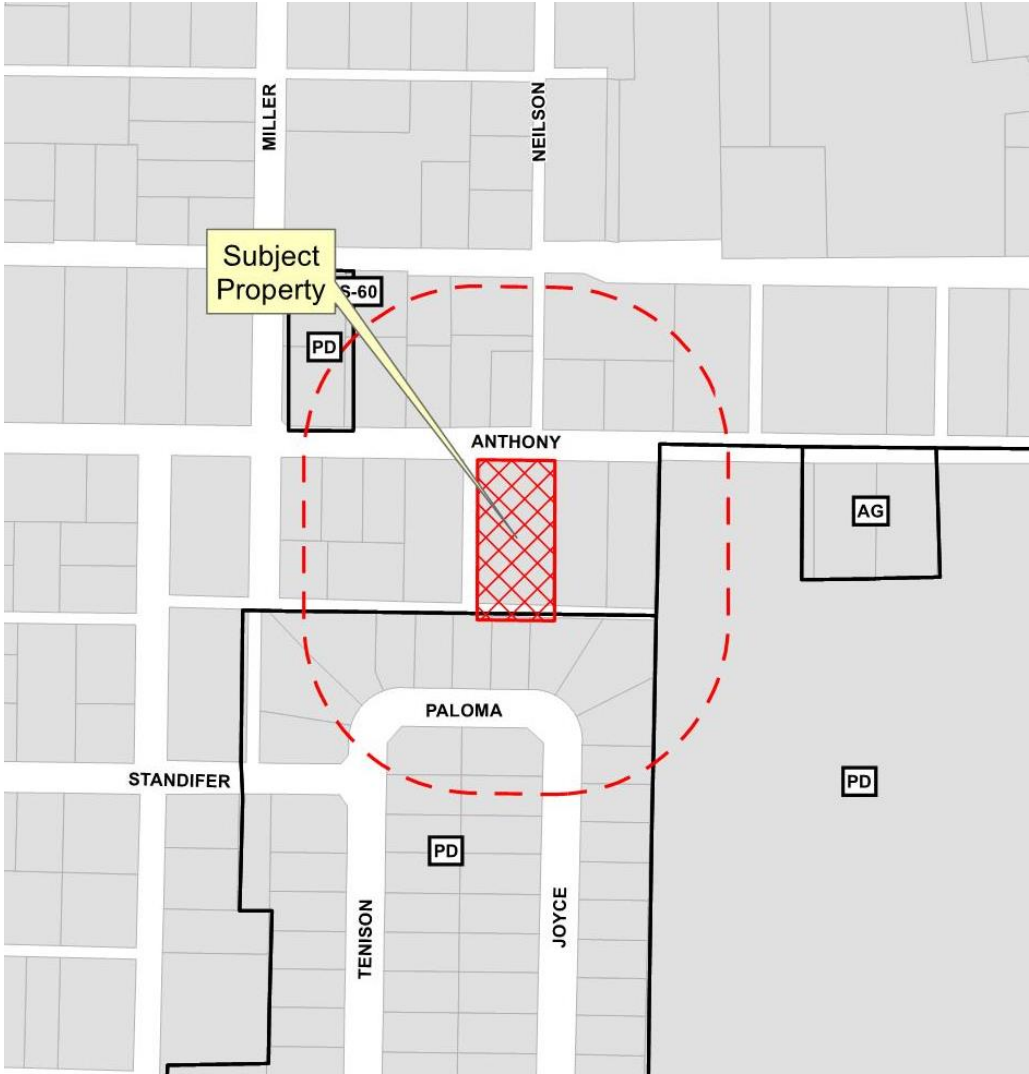 MILLER
NEILSON
Subject
Property
S-60
PD
ANTHONY
AG
PALOMA
STANDIFER
PD
PD
JOYCE
TENISON